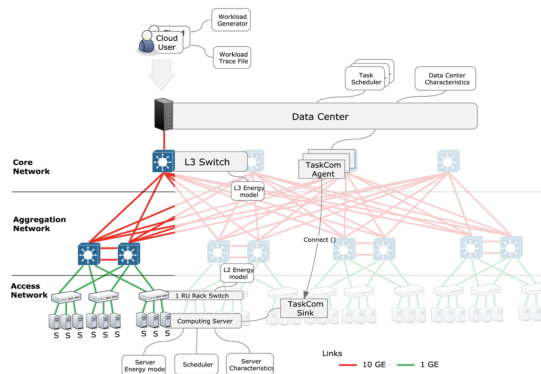 Workload
Generator
Cloud
Cloud
User
Workload
Trace File
Task
Scheduler
Data Center
Characteristics
Data Center
Core
Network
L3 Switch
TaskCom
Agent
L3 Energy
model
Aggregation
Network
Connect ()
L2 Energy
model
Access
Network
1 RU Rack Switch
TaskCom
Sink
Computing Server
S S S S S S S S
Links
10 GE
1 GE
Server
Energy model
Scheduler
Server
Characteristics